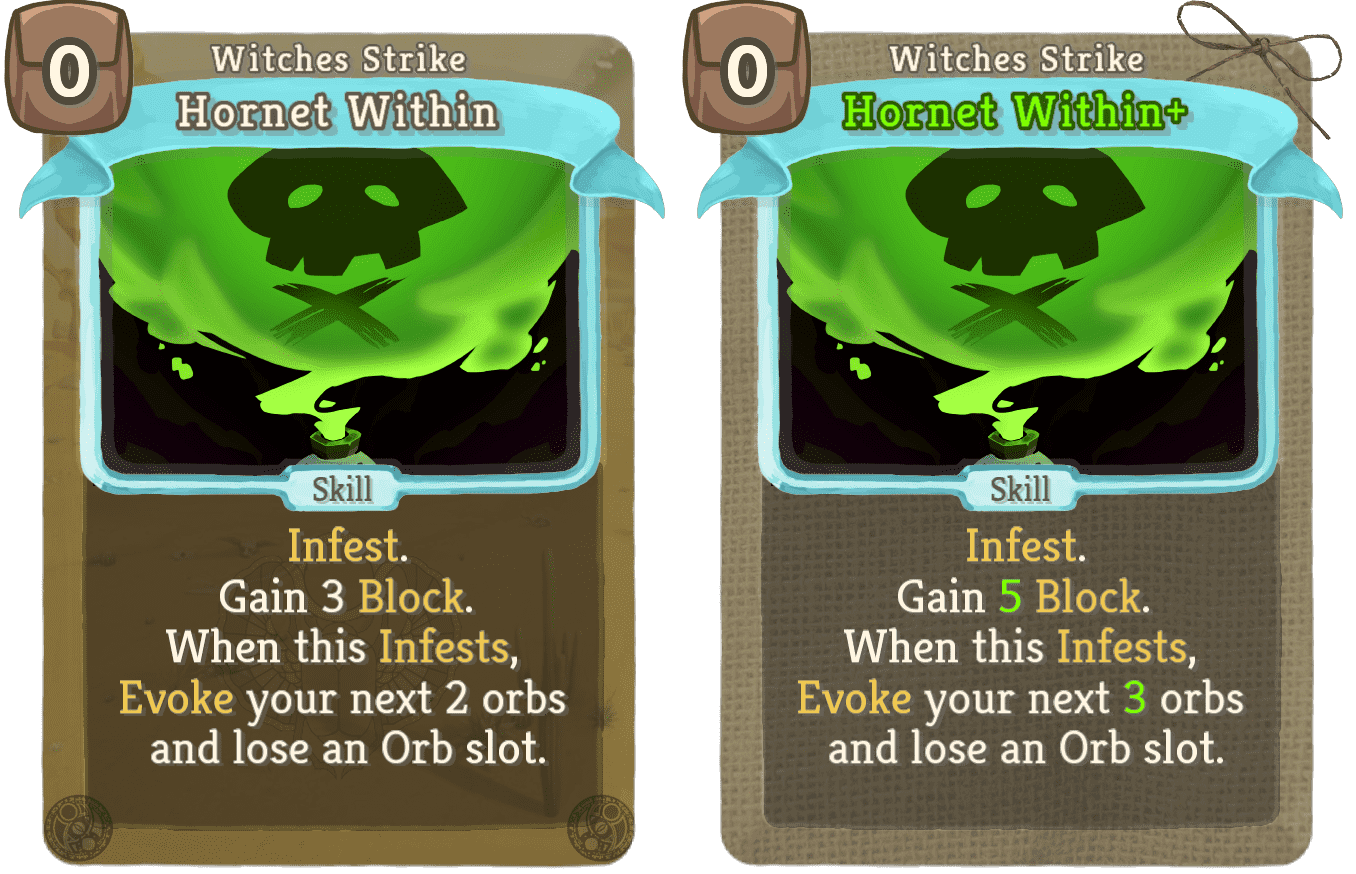 0
Witches Strike
Hornet Within
Skill
Infest.
Gain 3 Block.
When this Infests,
Evoke your next 2 orbs
and lose an Orb slot.
0
Witches Strike
Hornet Within+
Skill
Infest.
Gain 5 Block.
When this Infests,
Evoke your next 3 orbs
and lose an Orb slot.